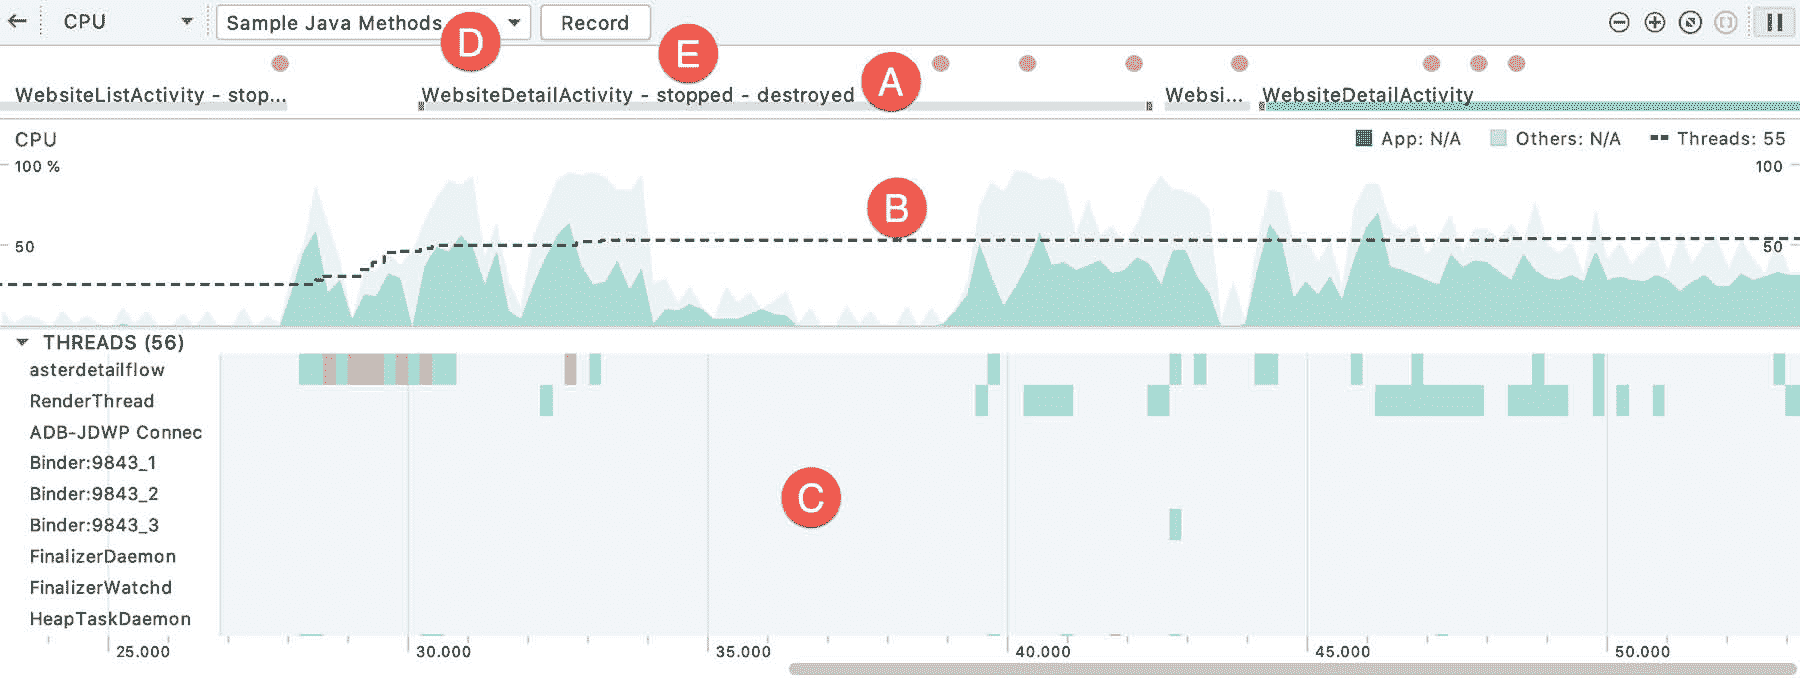 CPU Sample Java Methods Record
D
E
A
WebsiteListActivity - stop... WebsiteDetailActivity - stopped - destroyed Websi... WebsiteDetailActivity
CPU App: N/A Others: N/A Threads: 55
100 % 100
B
50 50
THREADS (56)
asterdetailflow
RenderThread
ADB-JDWP Connec
Binder:9843_1
Binder:9843_2
C
Binder:9843_3
FinalizerDaemon
FinalizerWatchd
HeapTaskDaemon
25.000 30.000 35.000 40.000 45.000 50.000